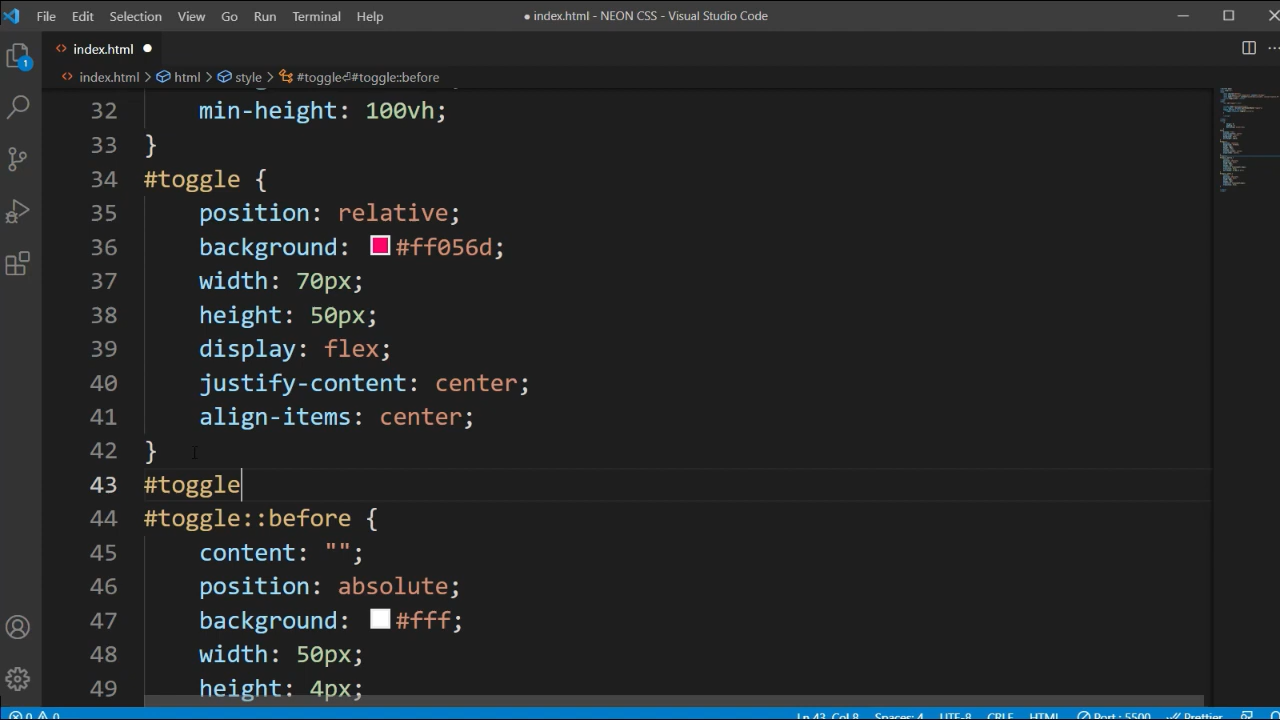 File Edit Selection View Go Run Terminal Help ● index.html - NEON CSS - Visual Studio Code
index.html ●
index.html > html > style > #toggle⏎#toggle::before
32 min-height: 100vh;
33 }
34 #toggle {
35 position: relative;
36 background: #ff056d;
37 width: 70px;
38 height: 50px;
39 display: flex;
40 justify-content: center;
41 align-items: center;
42 }
43 #toggle
44 #toggle::before {
45 content: "";
46 position: absolute;
47 background: #fff;
48 width: 50px;
49 height: 4px;
1
0 0 Ln 43, Col 8 Spaces: 4 UTF-8 CRLF HTML Port : 5500 Prettier